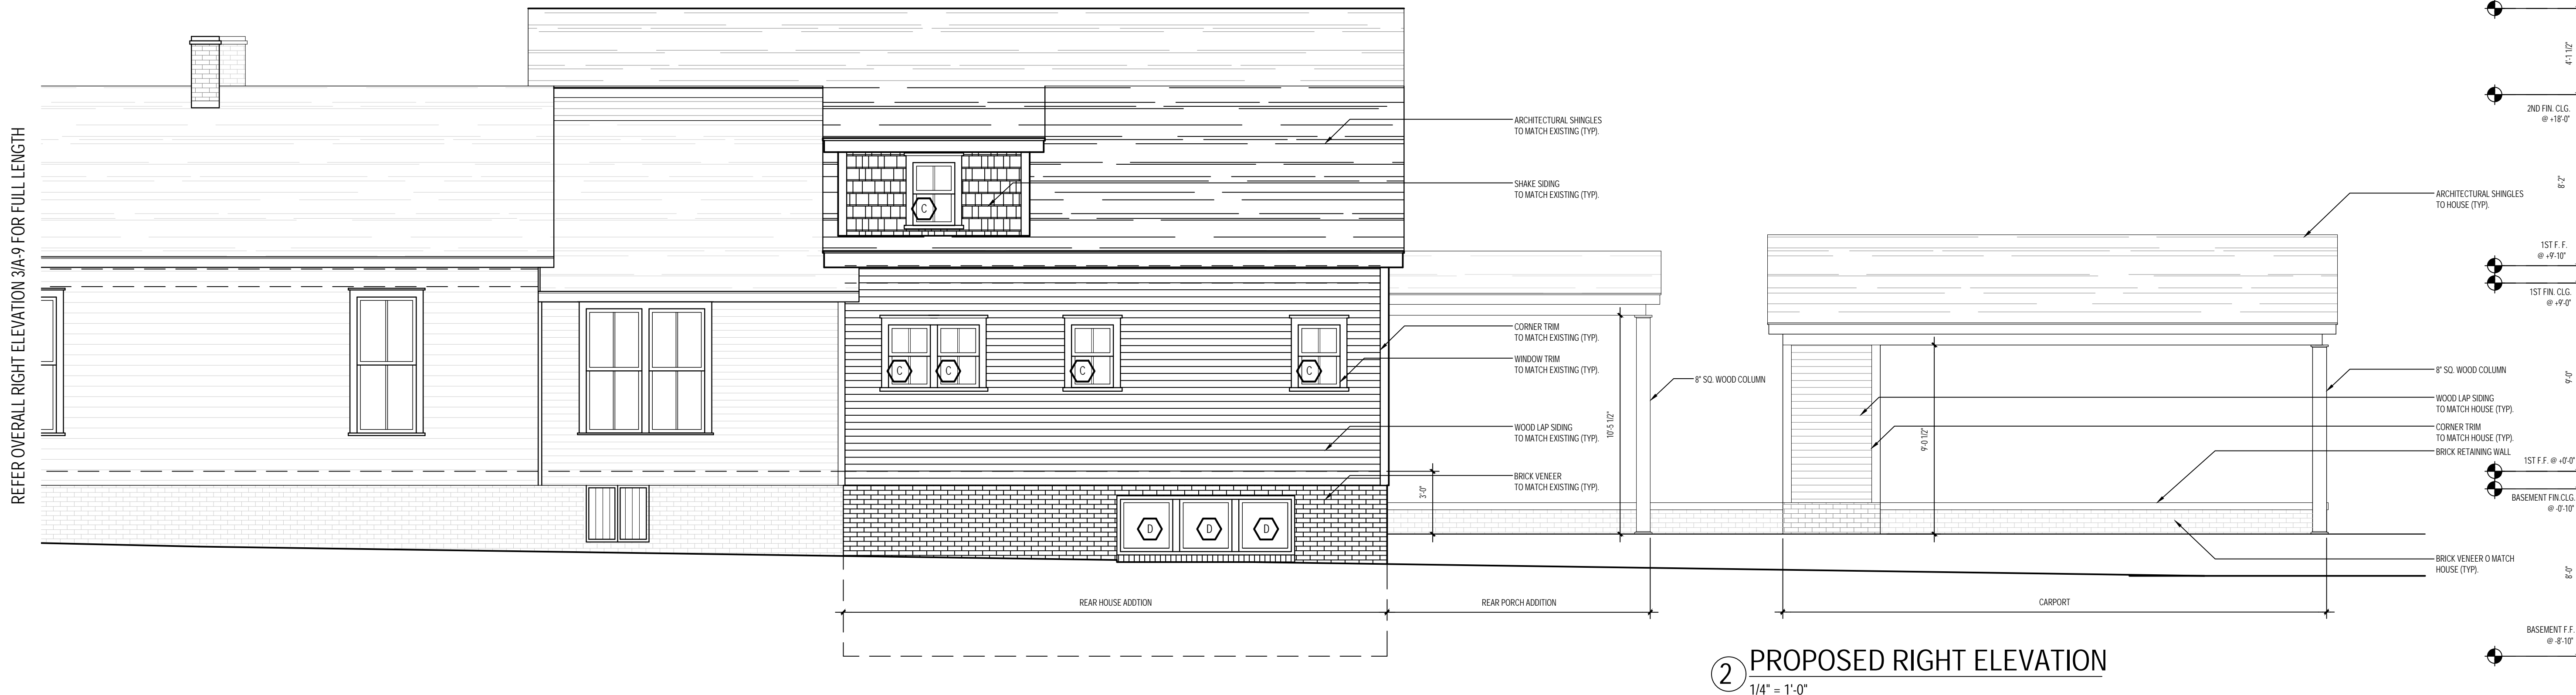 REFER OVERALL RIGHT ELEVATION 3/A-9 FOR FULL LENGTH
ARCHITECTURAL SHINGLES
TO MATCH EXISTING (TYP).
SHAKE SIDING
TO MATCH EXISTING (TYP).
C
CORNER TRIM
TO MATCH EXISTING (TYP).
WINDOW TRIM
TO MATCH EXISTING (TYP).
C
C
C
C
WOOD LAP SIDING
TO MATCH EXISTING (TYP).
BRICK VENEER
TO MATCH EXISTING (TYP).
D
D
D
3'-0"
10'-5 1/2"
8" SQ. WOOD COLUMN
9'-0 1/2"
ARCHITECTURAL SHINGLES
TO HOUSE (TYP).
8" SQ. WOOD COLUMN
WOOD LAP SIDING
TO MATCH HOUSE (TYP).
CORNER TRIM
TO MATCH HOUSE (TYP).
BRICK RETAINING WALL
BRICK VENEER O MATCH
HOUSE (TYP).
4'-1 1/2"
2ND FIN. CLG.
@ +18'-0"
8'-2"
1ST F. F.
@ +9'-10"
1ST FIN. CLG.
@ +9'-0"
9'-0"
1ST F.F. @ +0'-0"
BASEMENT FIN.CLG.
@ -0'-10"
8'-0"
BASEMENT F.F.
@ -8'-10"
REAR HOUSE ADDTION
REAR PORCH ADDITION
CARPORT
2
PROPOSED RIGHT ELEVATION
1/4" = 1'-0"